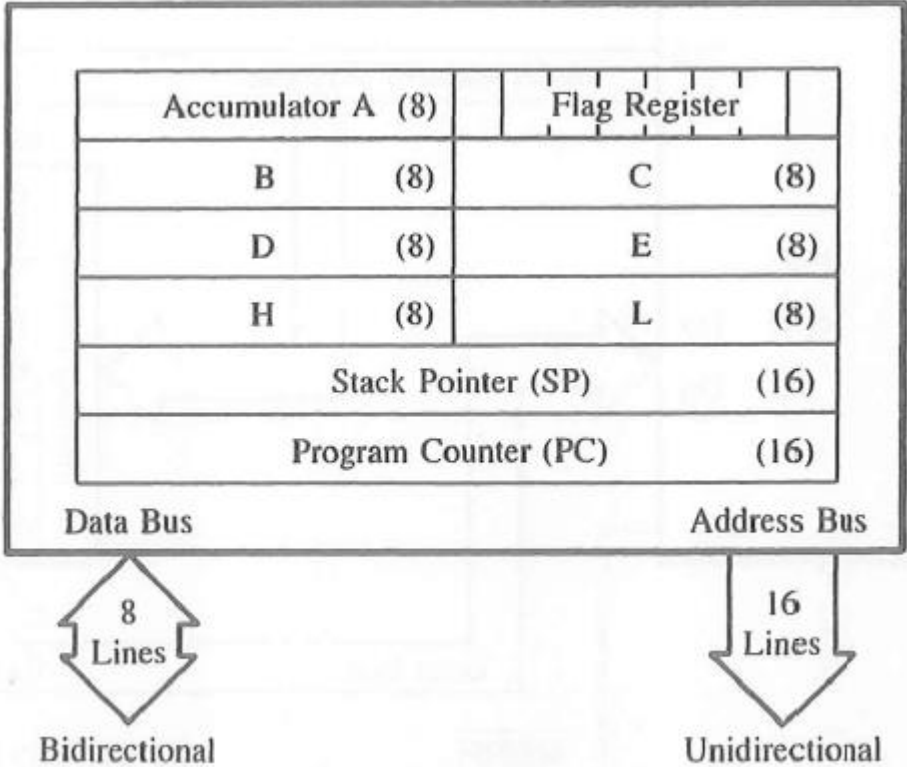 Accumulator A (8) Flag Register
B (8) C (8)
D (8) E (8)
H (8) L (8)
Stack Pointer (SP) (16)
Program Counter (PC) (16)
Data Bus Address Bus
8 16
Lines Lines
Bidirectional Unidirectional